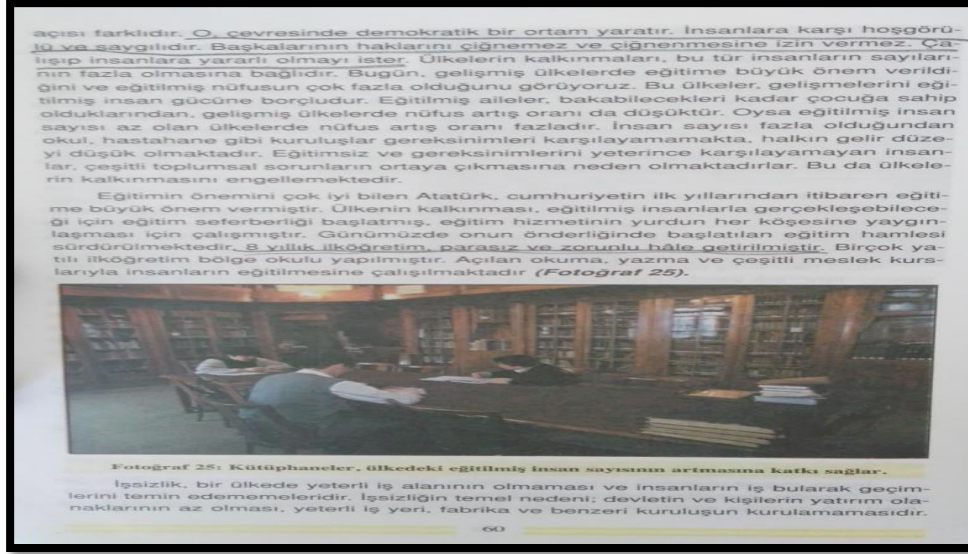 açısı farklıdır. O, çevresinde demokratik bir ortam yaratır. İnsanlara karşı hoşgörü-
lü ve saygılıdır. Başkalarının haklarını çiğnemez ve çiğnenmesine izin vermez. Ça-
lışıp insanlara yararlı olmayı ister. Ülkelerin kalkınmaları, bu tür insanların sayıları-
nın fazla olmasına bağlıdır. Bugün, gelişmiş ülkelerde eğitime büyük önem verildi-
ğini ve eğitilmiş nüfusun çok fazla olduğunu görüyoruz. Bu ülkeler, gelişmelerini eği-
tilmiş insan gücüne borçludur. Eğitilmiş aileler, bakabilecekleri kadar çocuğa sahip
olduklarından, gelişmiş ülkelerde nüfus artış oranı da düşüktür. Oysa eğitilmiş insan
sayısı az olan ülkelerde nüfus artış oranı fazladır. İnsan sayısı fazla olduğundan
okul, hastahane gibi kuruluşlar gereksinimleri karşılayamamakta, halkın gelir düze-
yi düşük olmaktadır. Eğitimsiz ve gereksinimlerini yeterince karşılayamayan insan-
lar, çeşitli toplumsal sorunların ortaya çıkmasına neden olmaktadırlar. Bu da ülkele-
rin kalkınmasını engellemektedir.
Eğitimin önemini çok iyi bilen Atatürk, cumhuriyetin ilk yıllarından itibaren eğiti-
me büyük önem vermiştir. Ülkenin kalkınması, eğitilmiş insanlarla gerçekleşebilece-
ği için eğitim seferberliği başlatmış, eğitim hizmetinin yurdun her köşesine yaygın-
laşması için çalışmıştır. Günümüzde onun önderliğinde başlatılan eğitim hamlesi
sürdürülmektedir. 8 yıllık ilköğretim, parasız ve zorunlu hâle getirilmiştir. Birçok ya-
tılı ilköğretim bölge okulu yapılmıştır. Açılan okuma, yazma ve çeşitli meslek kurs-
larıyla insanların eğitilmesine çalışılmaktadır (Fotoğraf 25).
Fotoğraf 25: Kütüphaneler, ülkedeki eğitilmiş insan sayısının artmasına katkı sağlar.
İşsizlik, bir ülkede yeterli iş alanının olmaması ve insanların iş bularak geçim-
lerini temin edememeleridir. İşsizliğin temel nedeni; devletin ve kişilerin yatırım ola-
naklarının az olması, yeterli iş yeri, fabrika ve benzeri kuruluşun kurulamamasıdır.
60